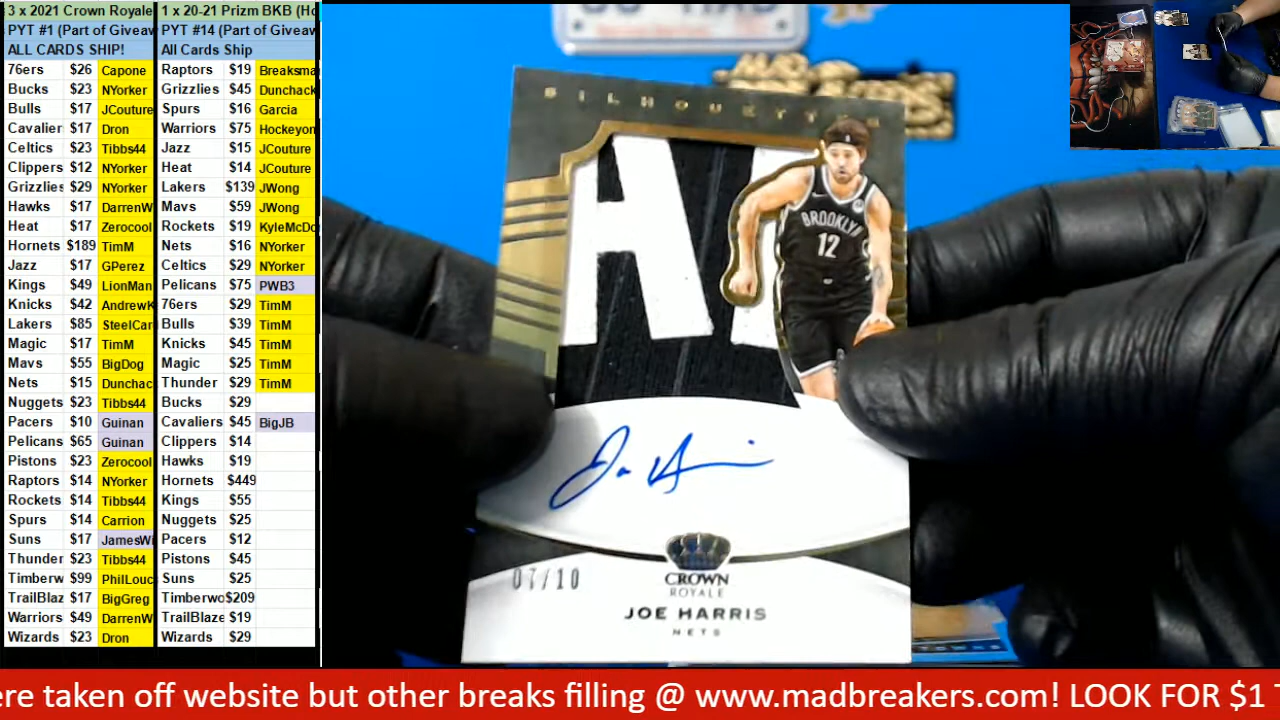 3 x 2021 Crown Royale
PYT #1 (Part of Giveaw
ALL CARDS SHIP!
76ers $26 Capone
Bucks $23 NYorker
Bulls $17 JCouture
Cavalier $17 Dron
Celtics $23 Tibbs44
Clippers $12 NYorker
Grizzlies $29 NYorker
Hawks $17 DarrenW
Heat $17 Zerocool
Hornets $189 TimM
Jazz $17 GPerez
Kings $49 LionMan
Knicks $42 AndrewK
Lakers $85 SteelCar
Magic $17 TimM
Mavs $55 BigDog
Nets $15 Dunchac
Nuggets $23 Tibbs44
Pacers $10 Guinan
Pelicans $65 Guinan
Pistons $23 Zerocool
Raptors $14 NYorker
Rockets $14 Tibbs44
Spurs $14 Carrion
Suns $17 JamesWi
Thunder $23 Tibbs44
Timberw $99 PhilLouc
TrailBlaz $17 BigGreg
Warriors $49 DarrenW
Wizards $23 Dron
1 x 20-21 Prizm BKB (Ho
PYT #14 (Part of Giveaw
All Cards Ship
Raptors $19 Breaksma
Grizzlies $45 Dunchack
Spurs $16 Garcia
Warriors $75 Hockeyon
Jazz $15 JCouture
Heat $14 JCouture
Lakers $139 JWong
Mavs $59 JWong
Rockets $19 KyleMcDo
Nets $16 NYorker
Celtics $29 NYorker
Pelicans $75 PWB3
76ers $29 TimM
Bulls $39 TimM
Knicks $45 TimM
Magic $25 TimM
Thunder $29 TimM
Bucks $29
Cavaliers $45 BigJB
Clippers $14
Hawks $19
Hornets $449
Kings $55
Nuggets $25
Pacers $12
Pistons $45
Suns $25
Timberwo $209
TrailBlaze $19
Wizards $29
SILHOUETTES
BROOKLYN
12
Joe Harris
07/10
CROWN
ROYALE
JOE HARRIS
NETS
ere taken off website but other breaks filling @ www.madbreakers.com! LOOK FOR $1